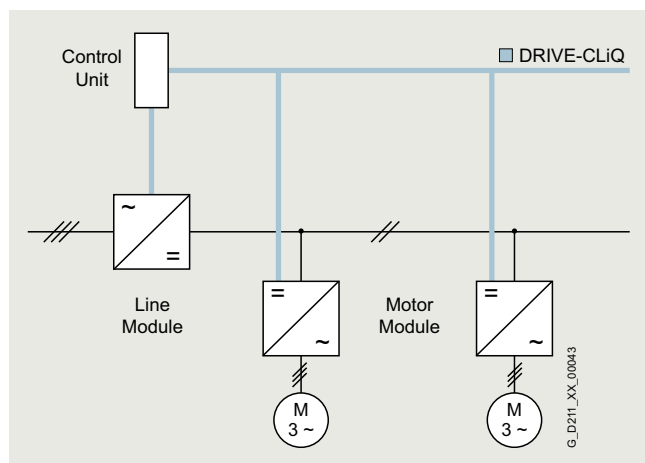 Control
Unit
DRIVE-CLiQ
~
=
Line
Module
=
~
Motor
Module
=
~
M
3 ~
M
3 ~
G_D211_XX_00043